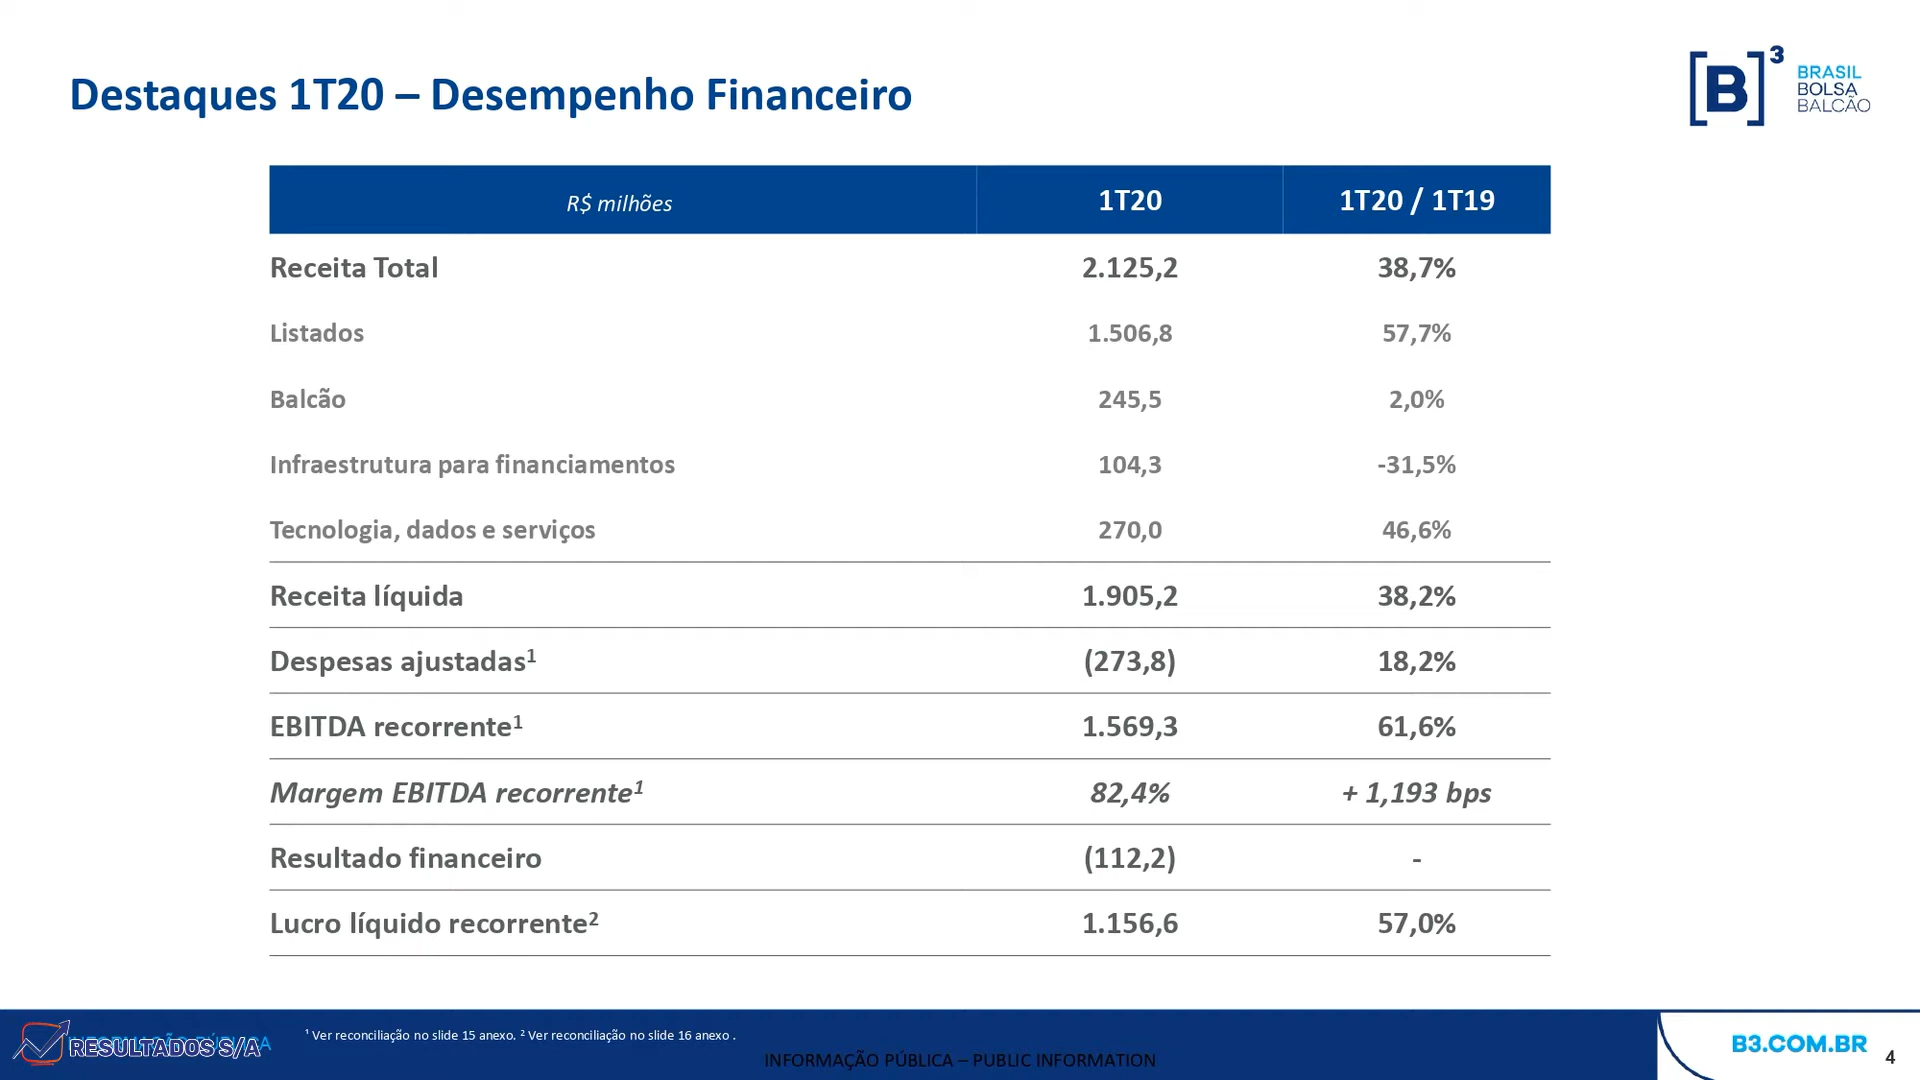 Destaques 1T20 – Desempenho Financeiro
[B]³ BRASIL
BOLSA
BALCÃO
R$ milhões 1T20 1T20 / 1T19
Receita Total 2.125,2 38,7%
Listados 1.506,8 57,7%
Balcão 245,5 2,0%
Infraestrutura para financiamentos 104,3 -31,5%
Tecnologia, dados e serviços 270,0 46,6%
Receita líquida 1.905,2 38,2%
Despesas ajustadas¹ (273,8) 18,2%
EBITDA recorrente¹ 1.569,3 61,6%
Margem EBITDA recorrente¹ 82,4% + 1,193 bps
Resultado financeiro (112,2) -
Lucro líquido recorrente² 1.156,6 57,0%
¹ Ver reconciliação no slide 15 anexo. ² Ver reconciliação no slide 16 anexo .
RESULTADOS S/A
INFORMAÇÃO PÚBLICA – PUBLIC INFORMATION
B3.COM.BR
4